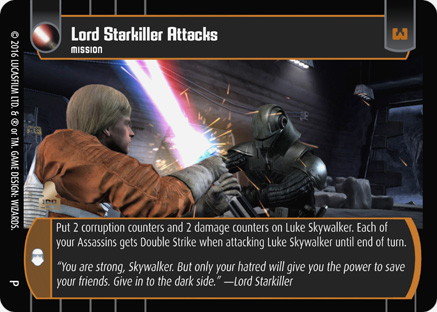 Lord Starkiller Attacks
MISSION
3
© 2016 LUCASFILM LTD. & ® or TM. GAME DESIGN: WIZARDS.
P
Put 2 corruption counters and 2 damage counters on Luke Skywalker. Each of
your Assassins gets Double Strike when attacking Luke Skywalker until end of turn.
“You are strong, Skywalker. But only your hatred will give you the power to save
your friends. Give in to the dark side.” —Lord Starkiller